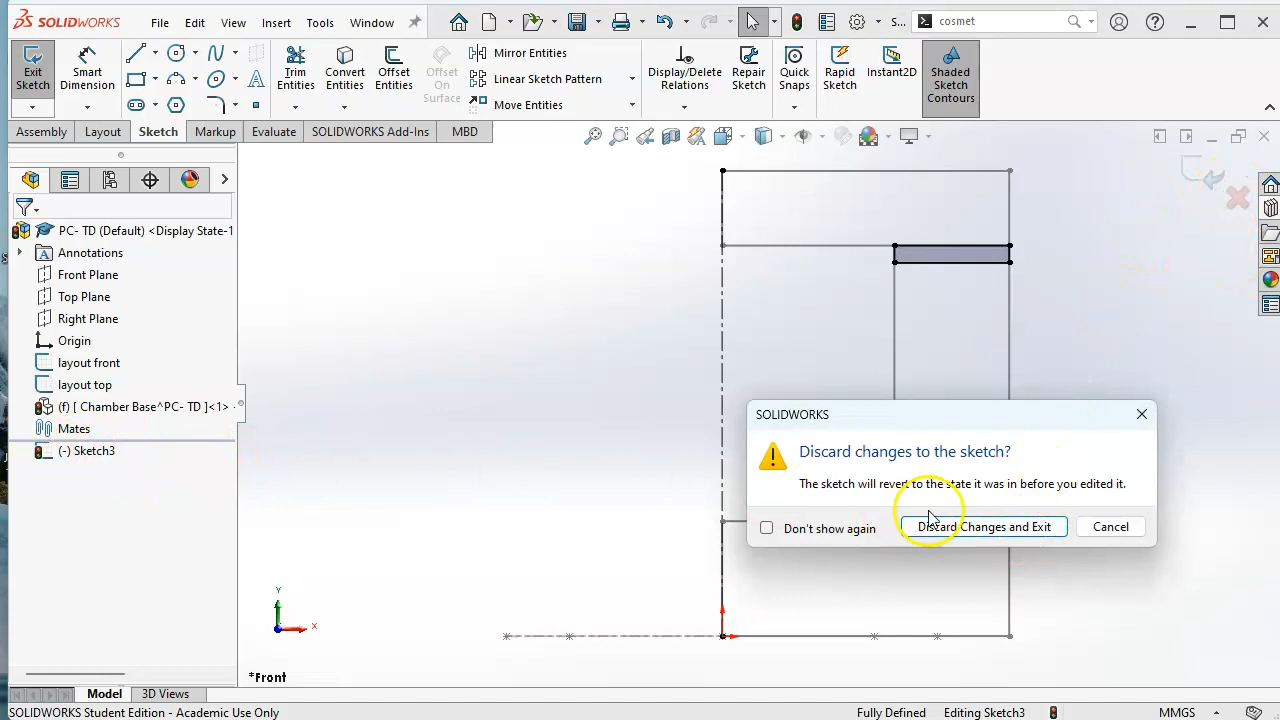 SOLIDWORKS File Edit View Insert Tools Window S... cosmet
Exit Sketch
Smart Dimension
Trim Entities
Convert Entities
Offset Entities
Offset On Surface
Mirror Entities
Linear Sketch Pattern
Move Entities
Display/Delete Relations
Repair Sketch
Quick Snaps
Rapid Sketch
Instant2D
Shaded Sketch Contours
Assembly Layout Sketch Markup Evaluate SOLIDWORKS Add-Ins MBD
PC- TD (Default) <Display State-1
Annotations
Front Plane
Top Plane
Right Plane
Origin
layout front
layout top
(f) [ Chamber Base^PC- TD ]<1>
Mates
(-) Sketch3
SOLIDWORKS
Discard changes to the sketch?
The sketch will revert to the state it was in before you edited it.
Don't show again
Discard Changes and Exit
Cancel
Y
X
*Front
Model 3D Views
SOLIDWORKS Student Edition - Academic Use Only Fully Defined Editing Sketch3 MMGS